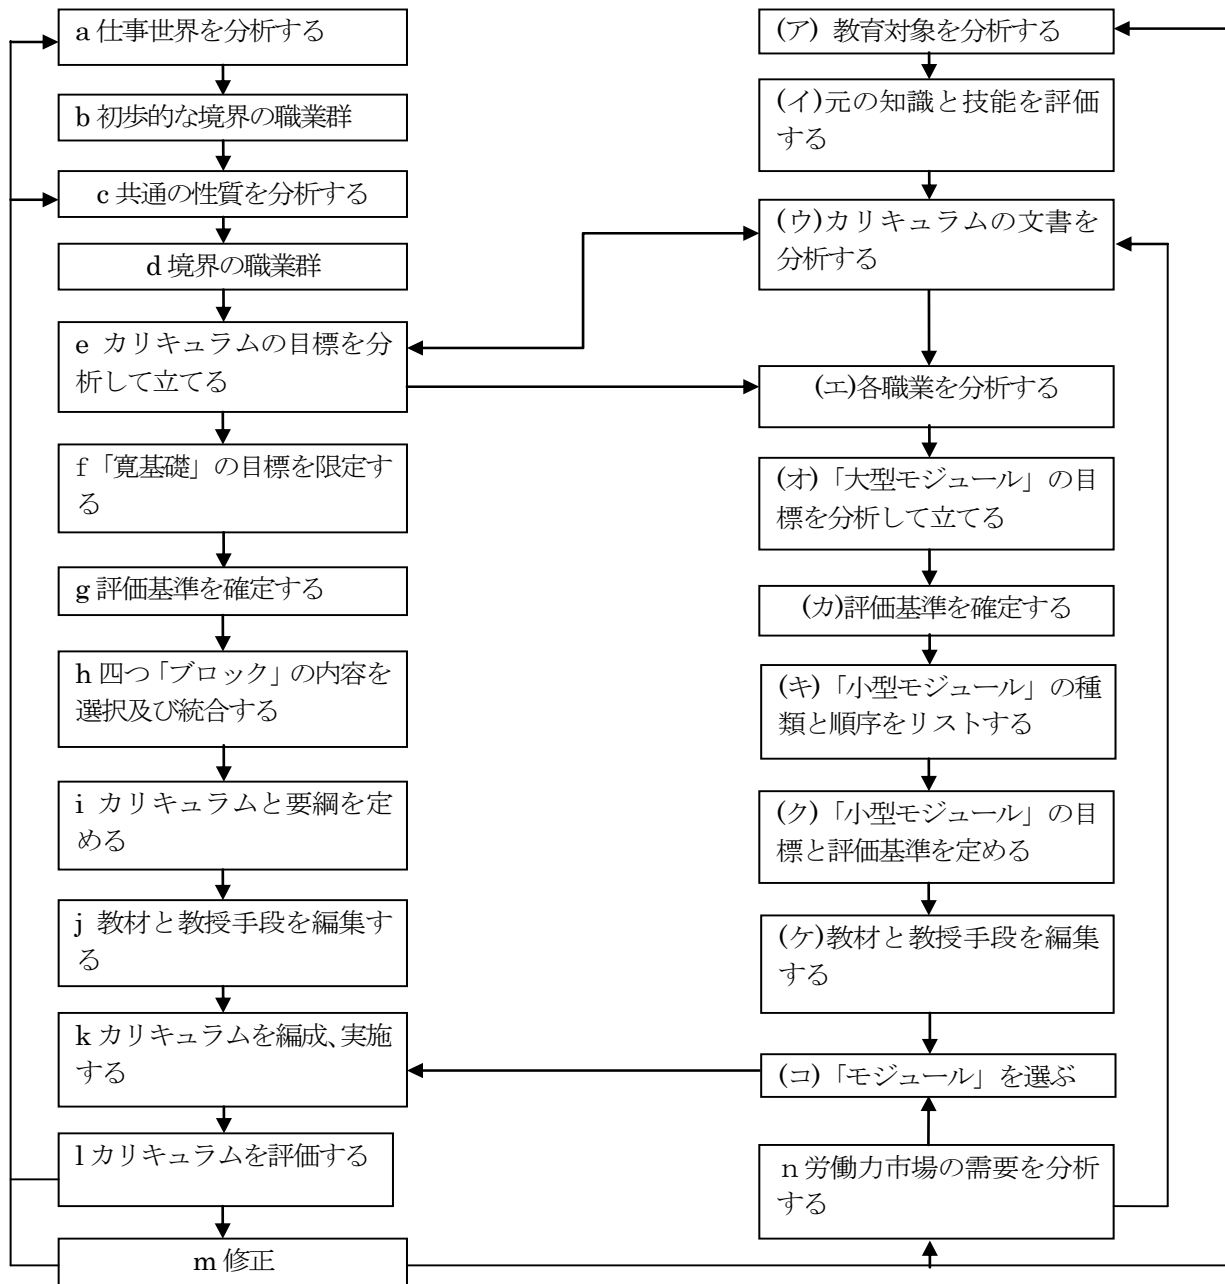 a 仕事世界を分析する
b 初歩的な境界の職業群
c 共通の性質を分析する
d 境界の職業群
e カリキュラムの目標を分
析して立てる
f「寛基礎」の目標を限定す
る
g 評価基準を確定する
h 四つ「ブロック」の内容を
選択及び統合する
i カリキュラムと要綱を定
める
j 教材と教授手段を編集す
る
k カリキュラムを編成、実施
する
l カリキュラムを評価する
m 修正
(ア) 教育対象を分析する
(イ)元の知識と技能を評価
する
(ウ)カリキュラムの文書を
分析する
(エ)各職業を分析する
(オ)「大型モジュール」の目
標を分析して立てる
(カ)評価基準を確定する
(キ)「小型モジュール」の種
類と順序をリストする
(ク)「小型モジュール」の目
標と評価基準を定める
(ケ)教材と教授手段を編集
する
(コ)「モジュール」を選ぶ
n 労働力市場の需要を分析
する